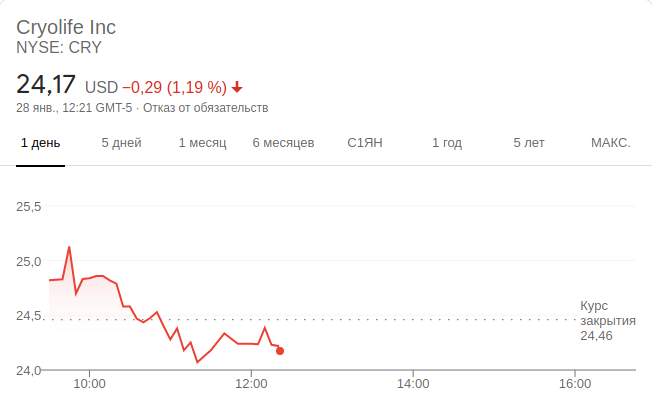 Cryolife Inc
NYSE: CRY
24,17 USD −0,29 (1,19 %)
28 янв., 12:21 GMT-5 · Отказ от обязательств
1 день 5 дней 1 месяц 6 месяцев С1ЯН 1 год 5 лет МАКС.
25,5
25,0
24,5
24,0
Курс
закрытия
24,46
10:00 12:00 14:00 16:00